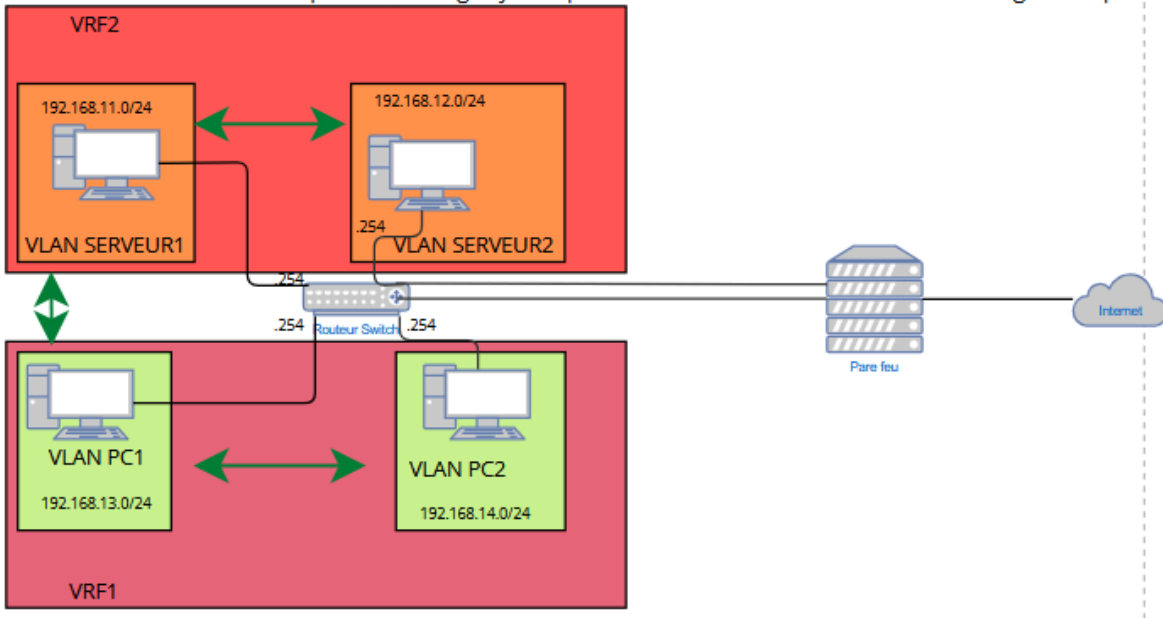 VRF2
192.168.11.0/24
192.168.12.0/24
.254
VLAN SERVEUR1
VLAN SERVEUR2
.254
.254
Routeur Switch
.254
Internet
Pare feu
VLAN PC1
VLAN PC2
192.168.13.0/24
192.168.14.0/24
VRF1